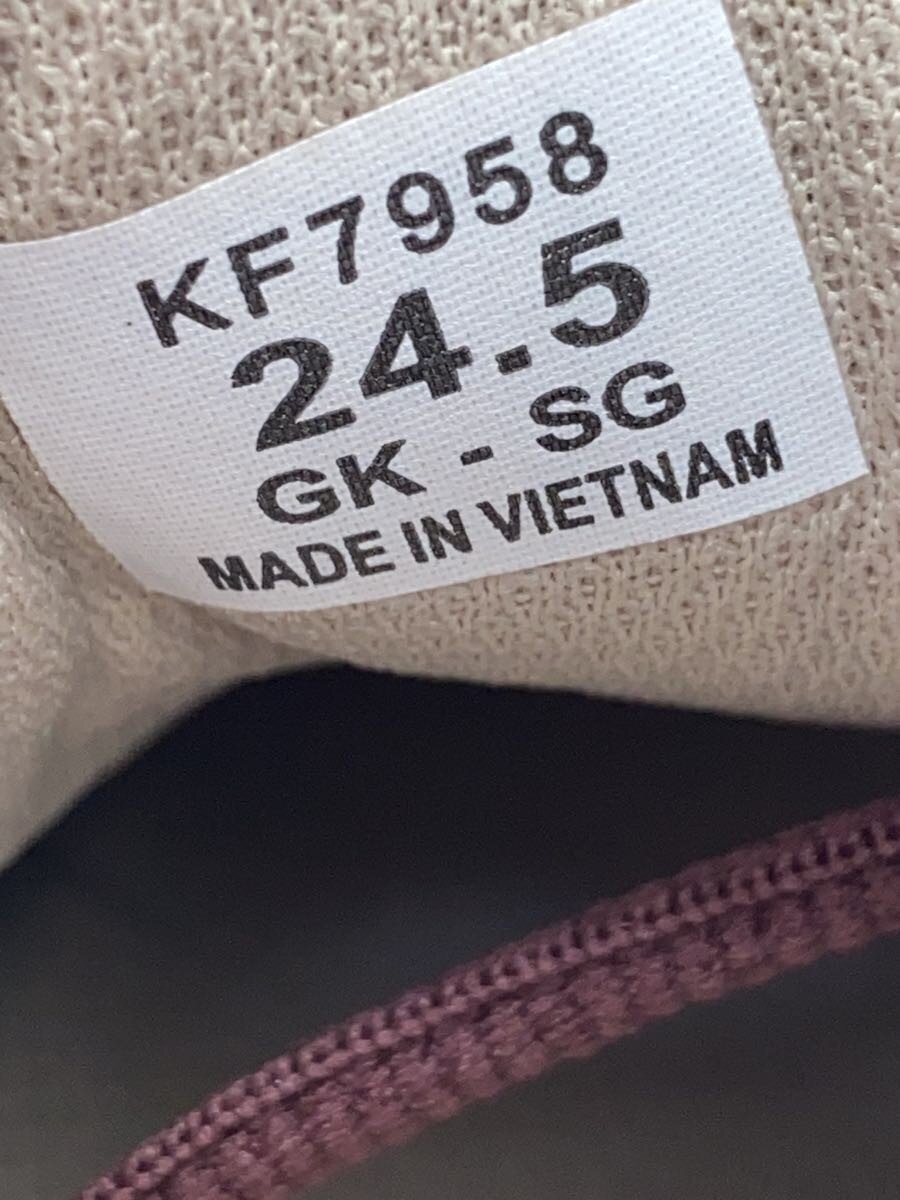 KF7958
24.5
GK - SG
MADE IN VIETNAM